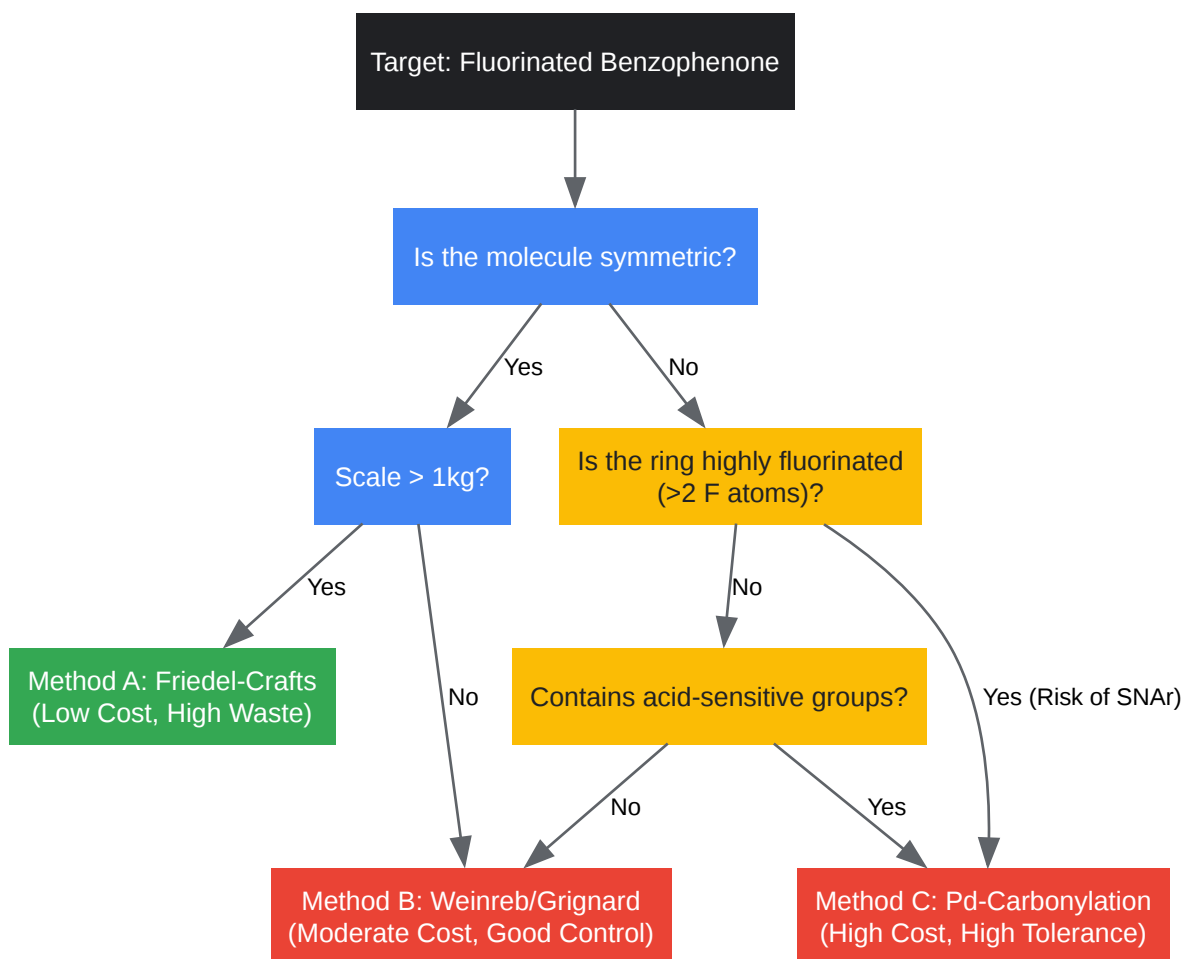 Target: Fluorinated Benzophenone
Is the molecule symmetric?
Yes
No
Scale > 1kg?
Is the ring highly fluorinated
(>2 F atoms)?
Yes
No
Method A: Friedel-Crafts
(Low Cost, High Waste)
No
Contains acid-sensitive groups?
Yes (Risk of SNAr)
No
Yes
Method B: Weinreb/Grignard
(Moderate Cost, Good Control)
Method C: Pd-Carbonylation
(High Cost, High Tolerance)